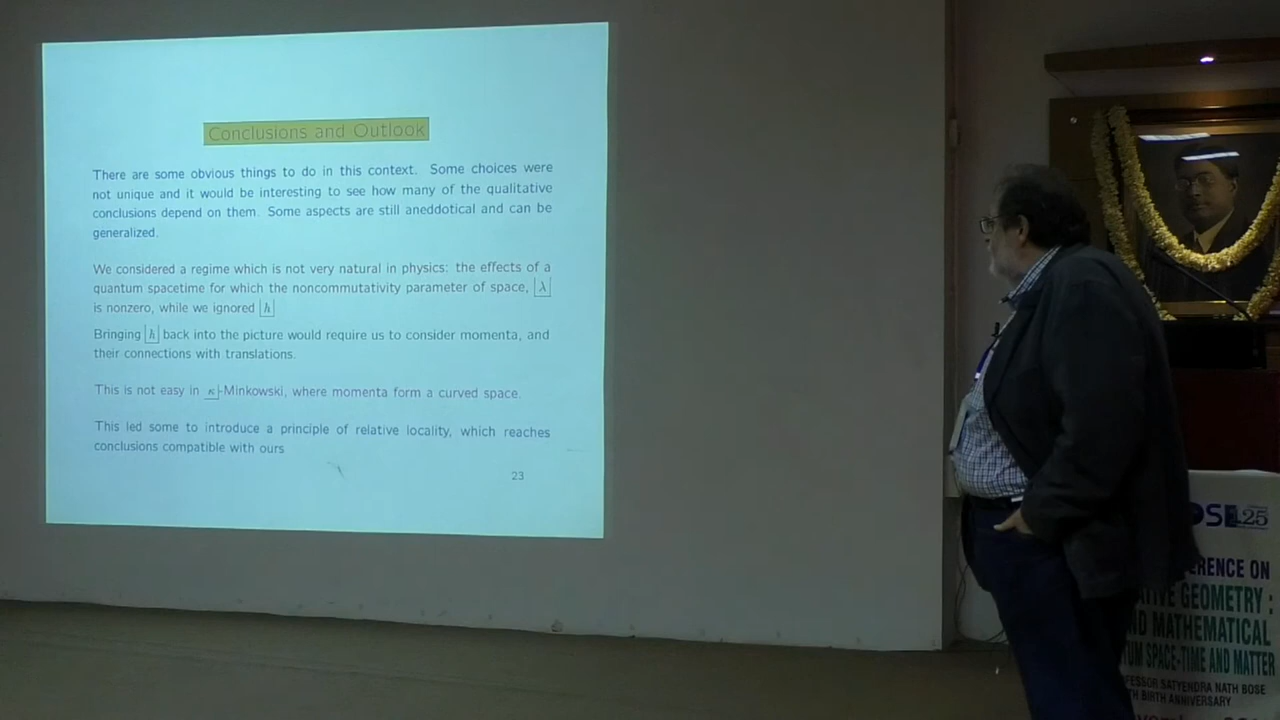 Conclusions and Outlook
There are some obvious things to do in this context. Some choices were
not unique and it would be interesting to see how many of the qualitative
conclusions depend on them. Some aspects are still aneddotical and can be
generalized.
We considered a regime which is not very natural in physics: the effects of a
quantum spacetime for which the noncommutativity parameter of space, λ
is nonzero, while we ignored ħ
Bringing ħ back into the picture would require us to consider momenta, and
their connections with translations.
This is not easy in κ-Minkowski, where momenta form a curved space.
This led some to introduce a principle of relative locality, which reaches
conclusions compatible with ours
23
125
ERENCE ON
GEOMETRY :
MATHEMATICAL
SPACE-TIME AND MATTER
SATYENDRA NATH BOSE
BIRTH ANNIVERSARY